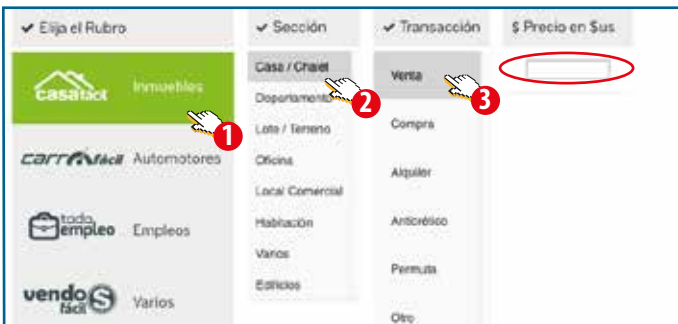 ✔ Elija el Rubro
casafácil Inmuebles
1
carrofácil Automotores
todo empleo Empleos
vendo fácil Varios
✔ Sección
Casa / Chalet
Departamento
2
Lote / Terreno
Oficina
Local Comercial
Habitación
Varios
Edificios
✔ Transacción
Venta
3
Compra
Alquiler
Anticrético
Permuta
Otro
$ Precio en $us